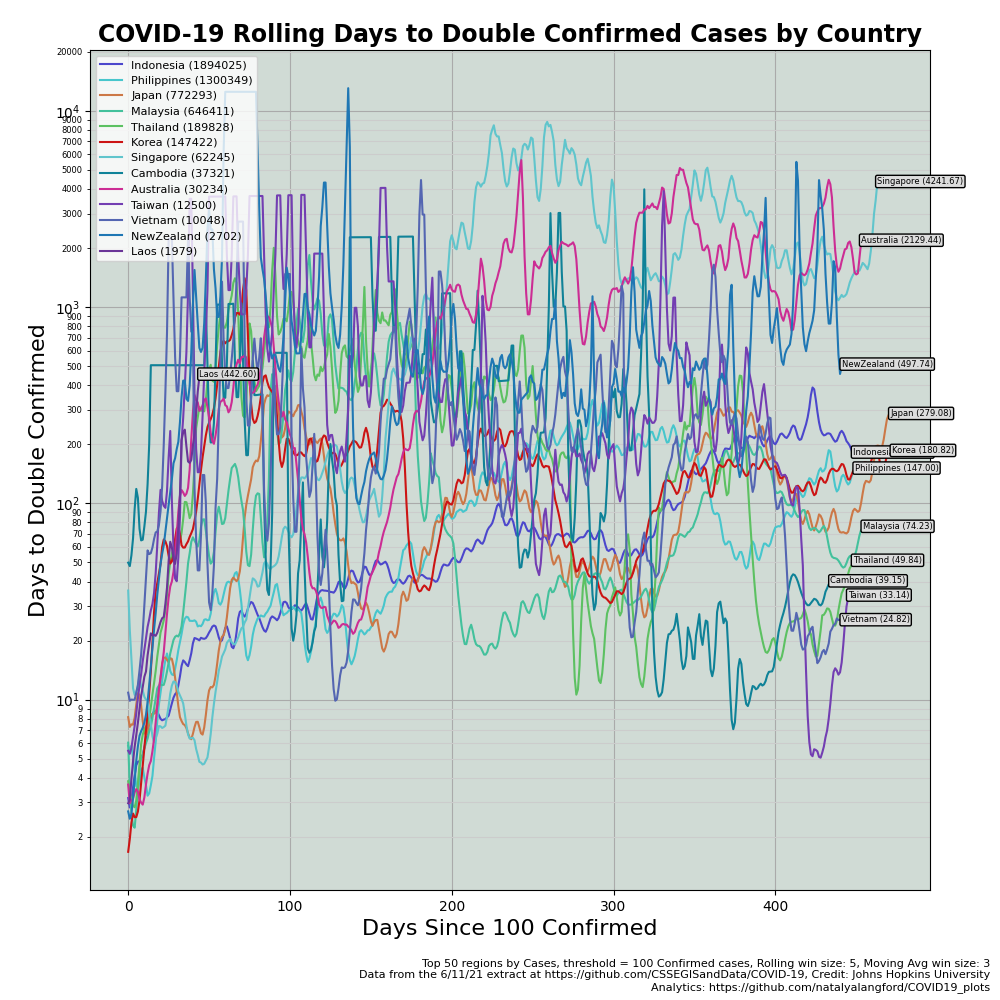 COVID-19 Rolling Days to Double Confirmed Cases by Country
Days to Double Confirmed
20000
10^4
9000
8000
7000
6000
5000
4000
3000
2000
10^3
900
800
700
600
500
400
300
200
10^2
90
80
70
60
50
40
30
20
10^1
9
8
7
6
5
4
3
2
Indonesia (1894025)
Philippines (1300349)
Japan (772293)
Malaysia (646411)
Thailand (189828)
Korea (147422)
Singapore (62245)
Cambodia (37321)
Australia (30234)
Taiwan (12500)
Vietnam (10048)
NewZealand (2702)
Laos (1979)
Singapore (4241.67)
Australia (2129.44)
NewZealand (497.74)
Laos (442.60)
Japan (279.08)
Indonesi
Korea (180.82)
Philippines (147.00)
Malaysia (74.23)
Thailand (49.84)
Cambodia (39.15)
Taiwan (33.14)
Vietnam (24.82)
0 100 200 300 400
Days Since 100 Confirmed
Top 50 regions by Cases, threshold = 100 Confirmed cases, Rolling win size: 5, Moving Avg win size: 3
Data from the 6/11/21 extract at https://github.com/CSSEGISandData/COVID-19, Credit: Johns Hopkins University
Analytics: https://github.com/natalyalangford/COVID19_plots